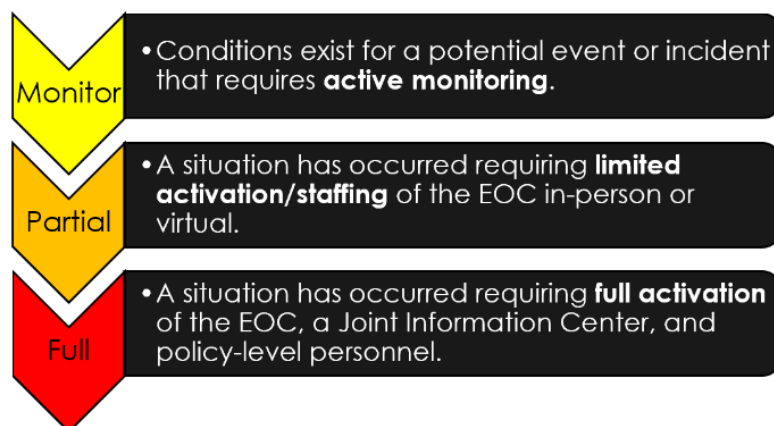 Monitor
• Conditions exist for a potential event or incident
that requires active monitoring.
Partial
• A situation has occurred requiring limited
activation/staffing of the EOC in-person or
virtual.
Full
• A situation has occurred requiring full activation
of the EOC, a Joint Information Center, and
policy-level personnel.